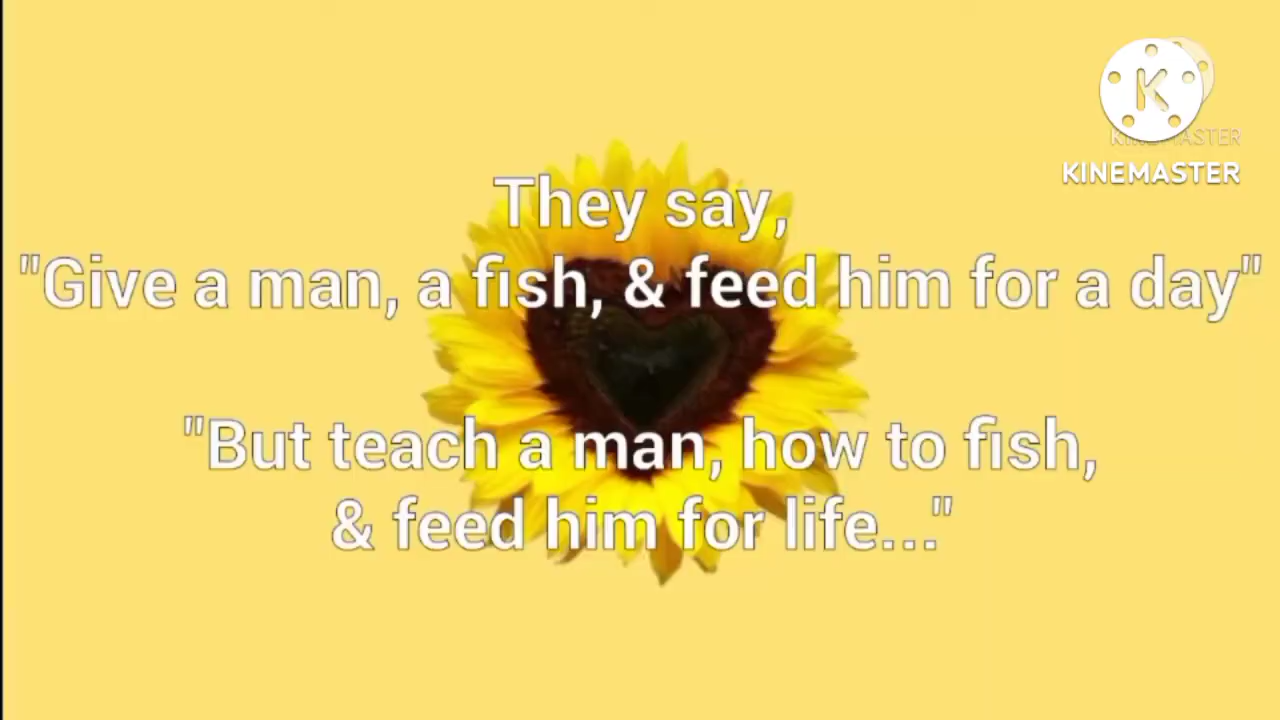 KINEMASTER
KINEMASTER
They say,
"Give a man, a fish, & feed him for a day"
"But teach a man, how to fish,
& feed him for life..."